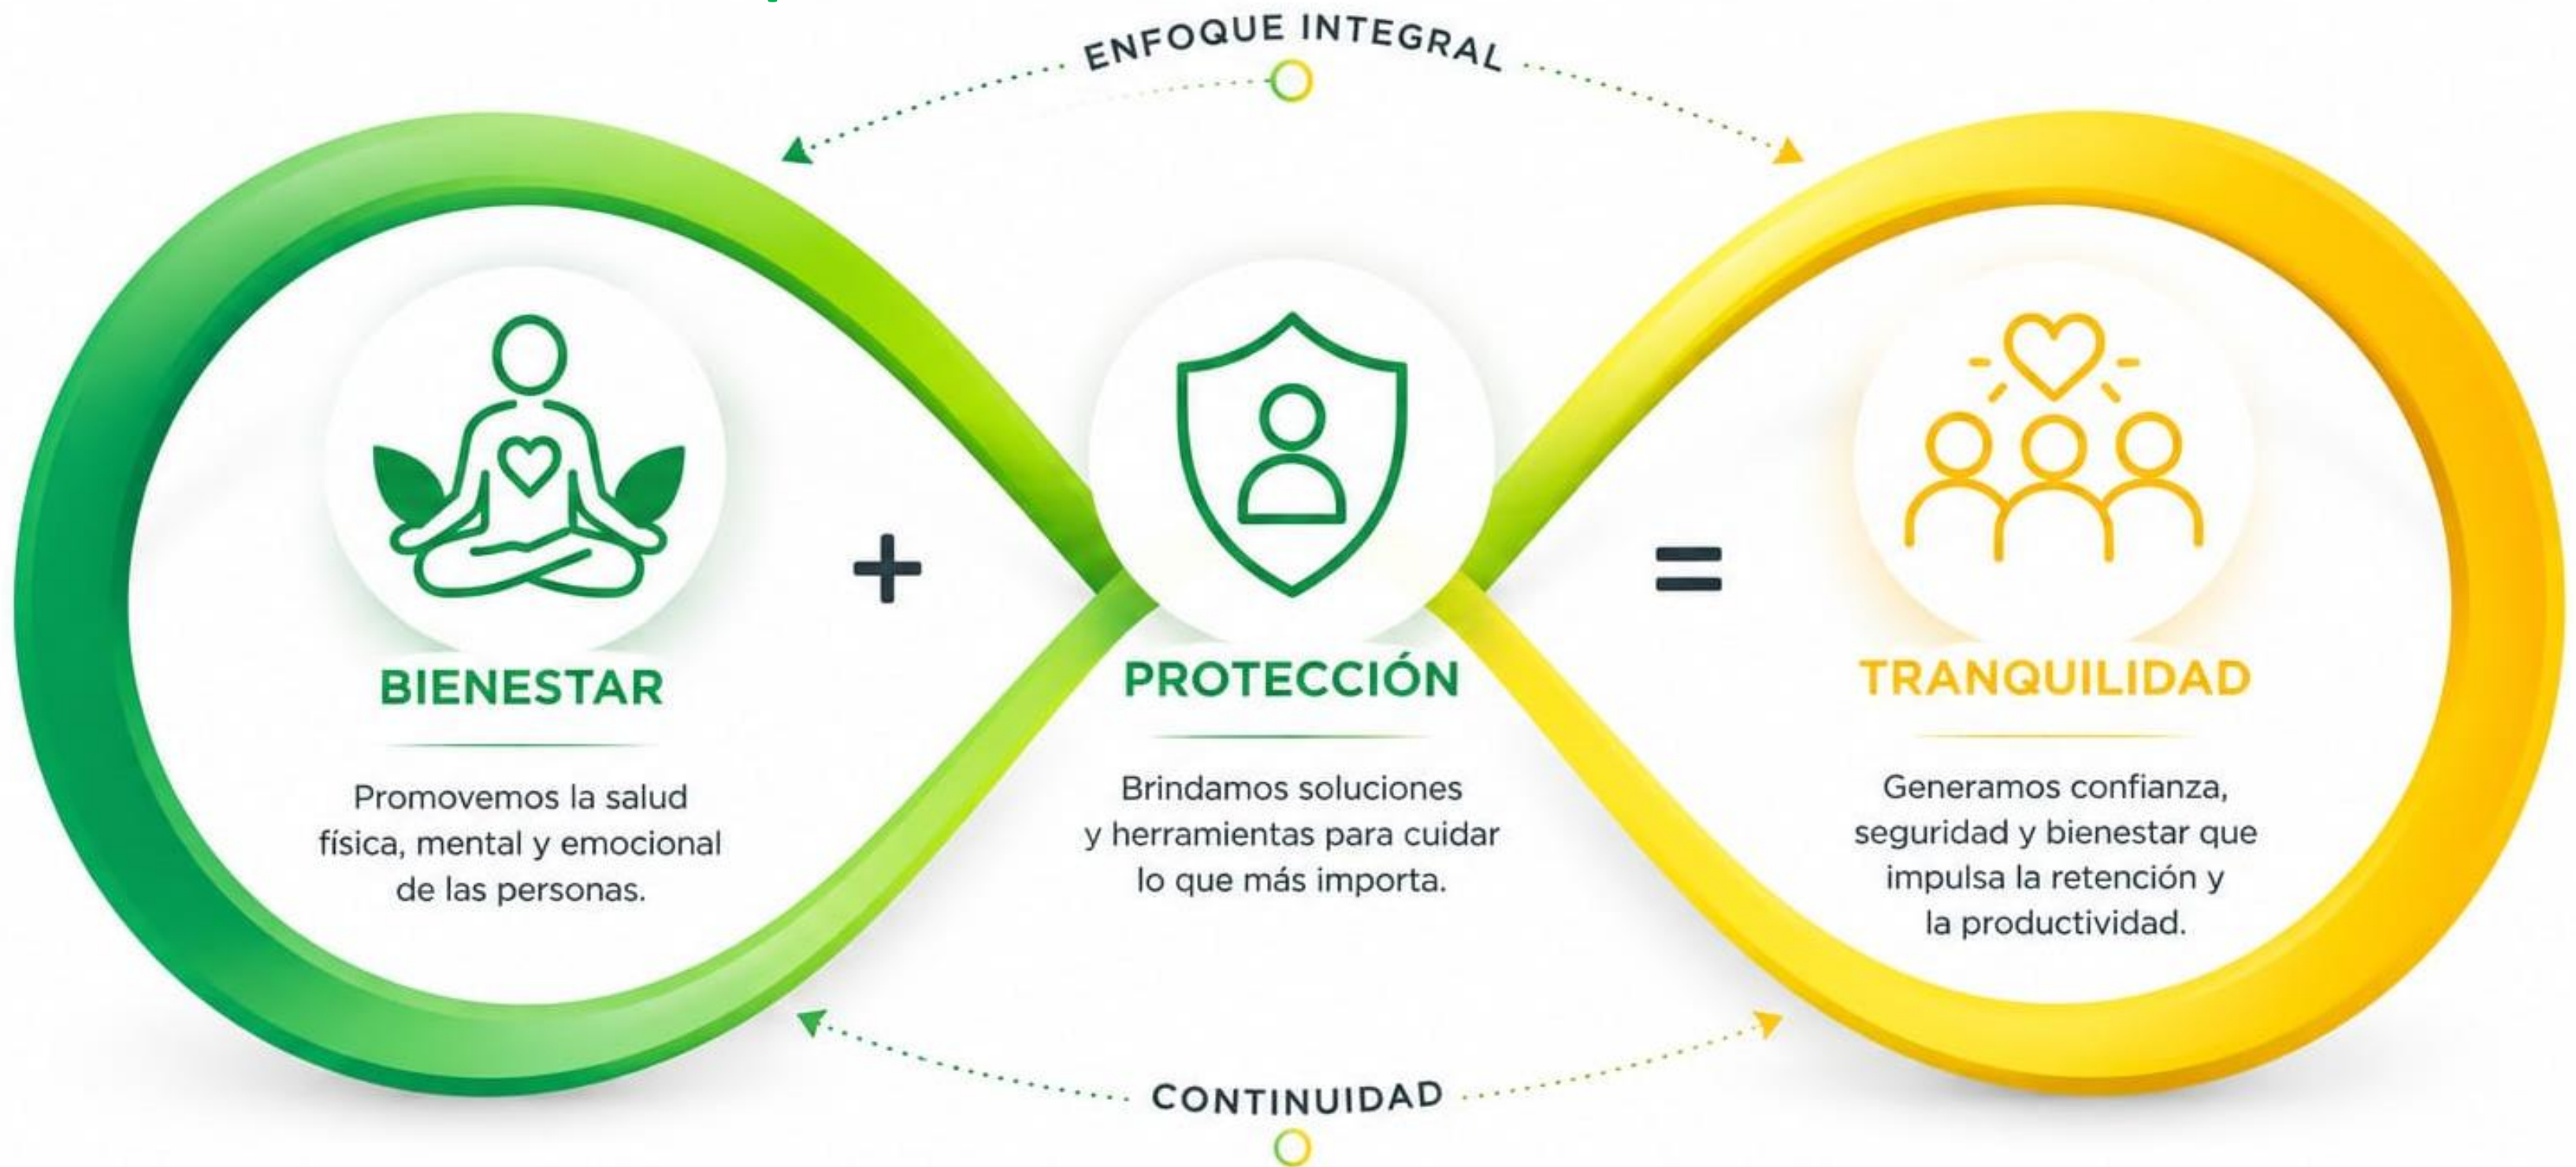 ENFOQUE INTEGRAL
+
=
BIENESTAR
Promovemos la salud
física, mental y emocional
de las personas.
PROTECCIÓN
Brindamos soluciones
y herramientas para cuidar
lo que más importa.
TRANQUILIDAD
Generamos confianza,
seguridad y bienestar que
impulsa la retención y
la productividad.
CONTINUIDAD